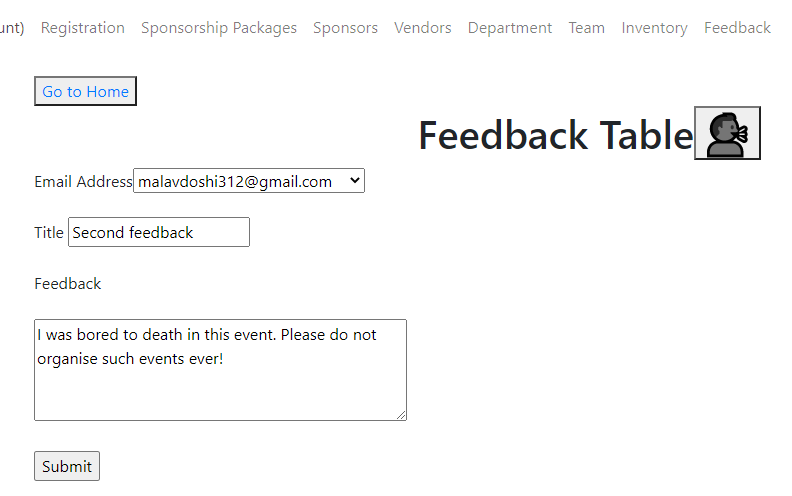 unt) Registration Sponsorship Packages Sponsors Vendors Department Team Inventory Feedback
Go to Home
Feedback Table
Email Address malavdoshi312@gmail.com
Title Second feedback
Feedback
I was bored to death in this event. Please do not
organise such events ever!
Submit